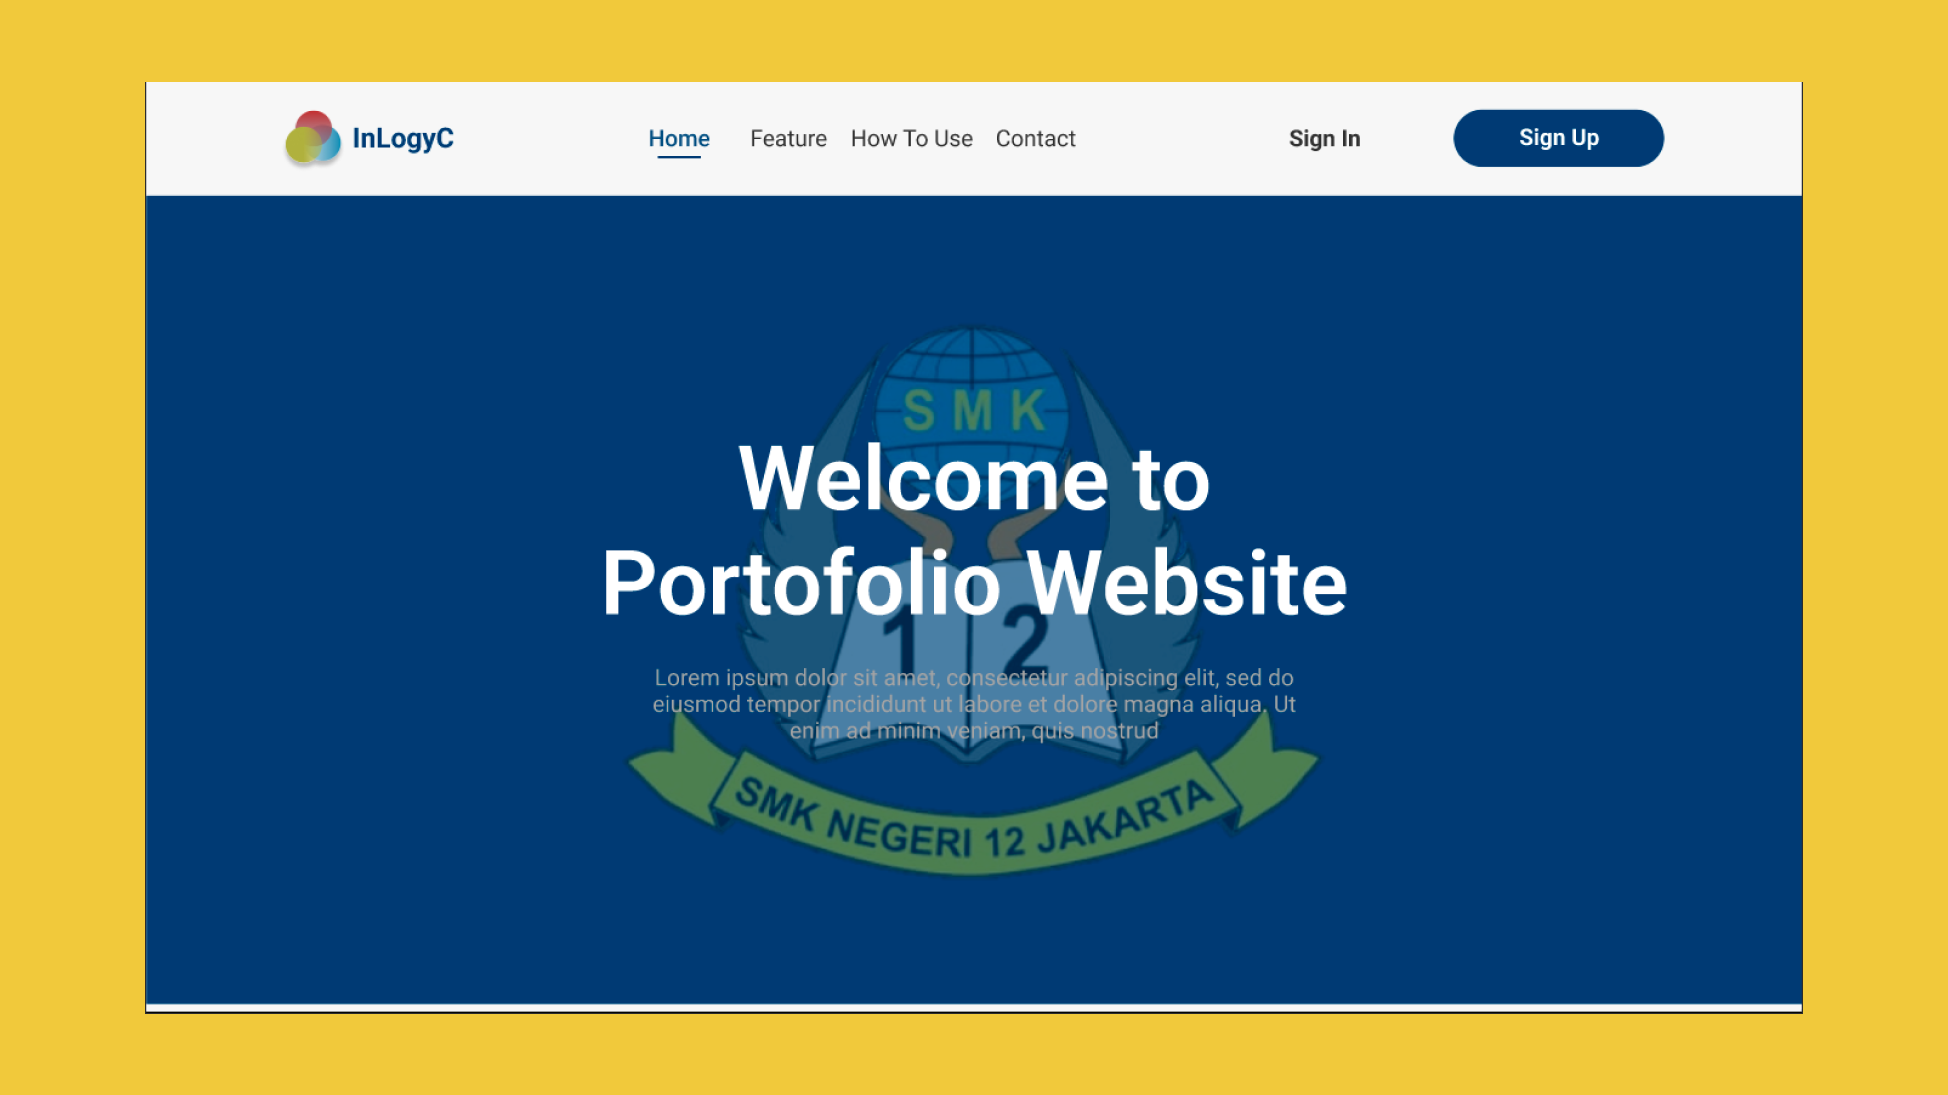 InLogyC
Home Feature How To Use Contact
Sign In
Sign Up
SMK
Welcome to
Portofolio Website
12
Lorem ipsum dolor sit amet, consectetur adipiscing elit, sed do
eiusmod tempor incididunt ut labore et dolore magna aliqua. Ut
enim ad minim veniam, quis nostrud
SMK NEGERI 12 JAKARTA